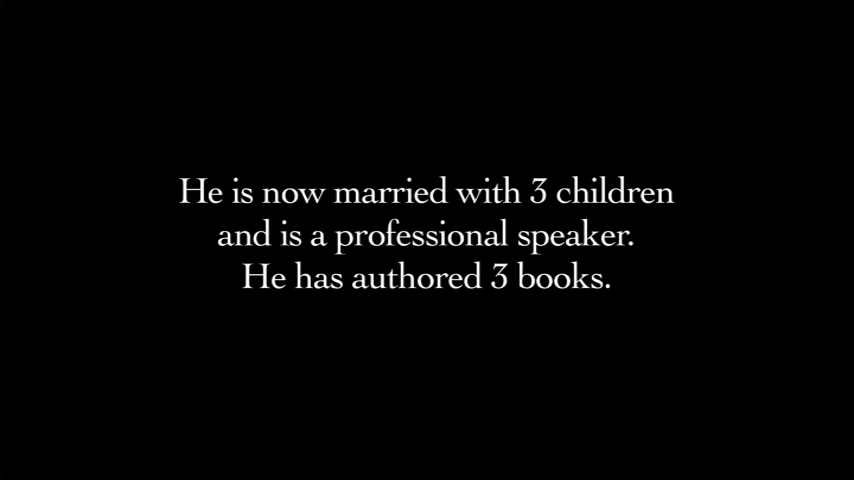 He is now married with 3 children
and is a professional speaker.
He has authored 3 books.